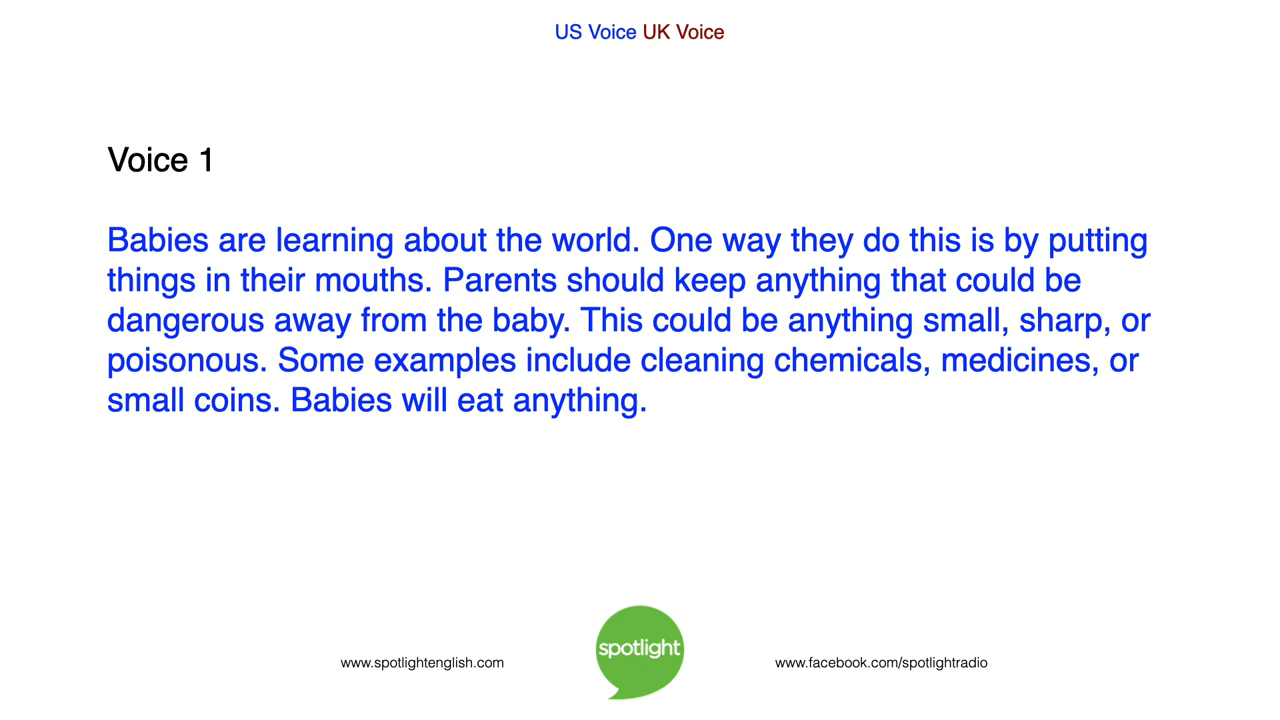 US Voice UK Voice
Voice 1
Babies are learning about the world. One way they do this is by putting
things in their mouths. Parents should keep anything that could be
dangerous away from the baby. This could be anything small, sharp, or
poisonous. Some examples include cleaning chemicals, medicines, or
small coins. Babies will eat anything.
www.spotlightenglish.com
spotlight
www.facebook.com/spotlightradio